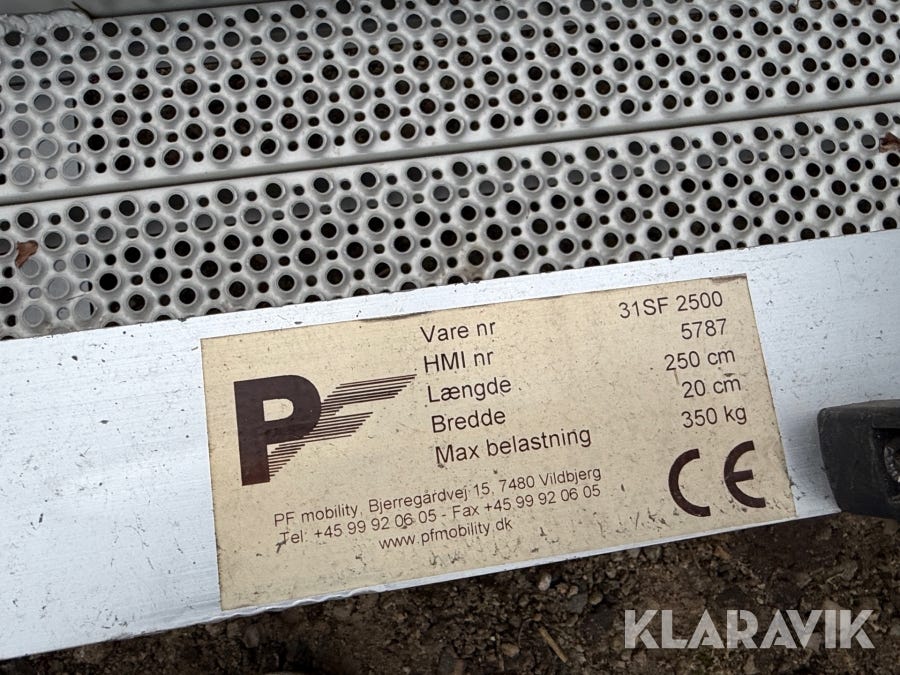 PF
Vare nr 31SF 2500
HMI nr 5787
Længde 250 cm
Bredde 20 cm
Max belastning 350 kg
PF mobility, Bjerregårdvej 15, 7480 Vildbjerg
Tel: +45 99 92 06 05 - Fax +45 99 92 06 05
www.pfmobility.dk
CE
KLARAVIK